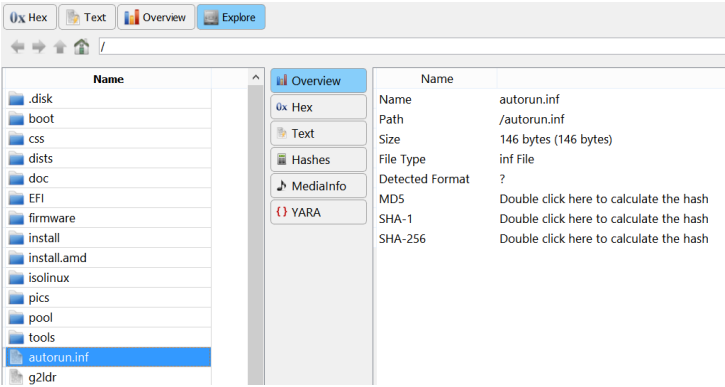 0x Hex Text Overview Explore
/
Name
.disk
boot
css
dists
doc
EFI
firmware
install
install.amd
isolinux
pics
pool
tools
autorun.inf
g2ldr
Overview
0x Hex
Text
Hashes
MediaInfo
{} YARA
Name
Name autorun.inf
Path /autorun.inf
Size 146 bytes (146 bytes)
File Type inf File
Detected Format ?
MD5 Double click here to calculate the hash
SHA-1 Double click here to calculate the hash
SHA-256 Double click here to calculate the hash